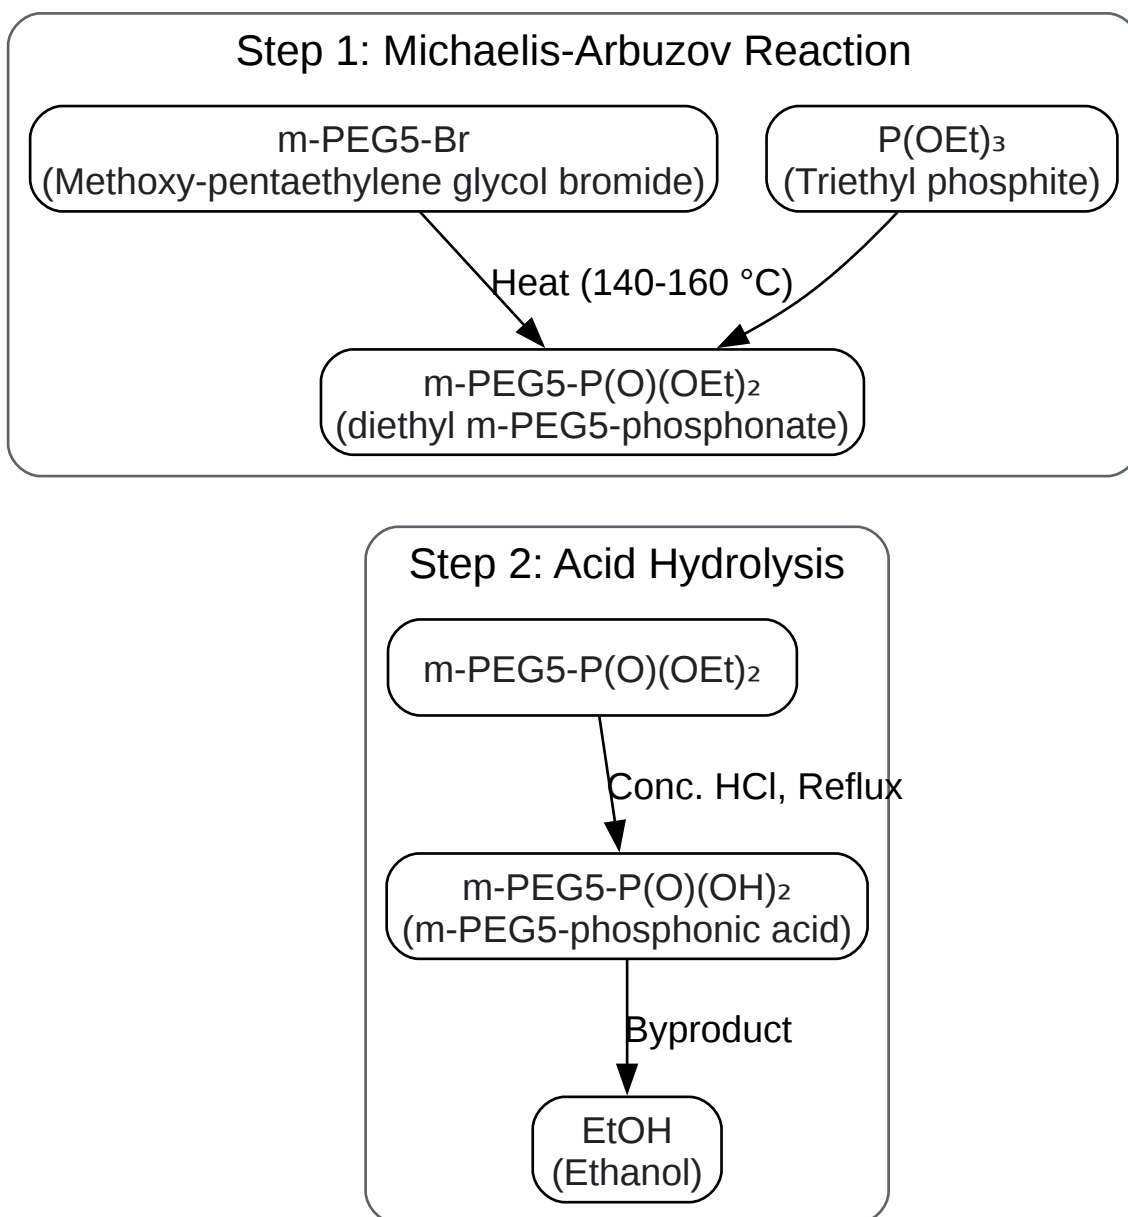 Step 1: Michaelis-Arbuzov Reaction
m-PEG5-Br
(Methoxy-pentaethylene glycol bromide)
P(OEt)₃
(Triethyl phosphite)
Heat (140-160 °C)
m-PEG5-P(O)(OEt)₂
(diethyl m-PEG5-phosphonate)
Step 2: Acid Hydrolysis
m-PEG5-P(O)(OEt)₂
Conc. HCl, Reflux
m-PEG5-P(O)(OH)₂
(m-PEG5-phosphonic acid)
Byproduct
EtOH
(Ethanol)